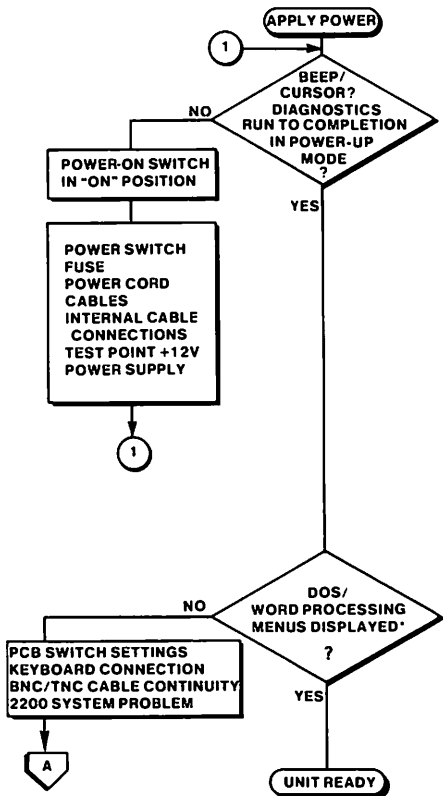 APPLY POWER
1
BEEP/
CURSOR?
DIAGNOSTICS
RUN TO COMPLETION
IN POWER-UP
MODE
?
NO
YES
POWER-ON SWITCH
IN "ON" POSITION
POWER SWITCH
FUSE
POWER CORD
CABLES
INTERNAL CABLE
CONNECTIONS
TEST POINT +12V
POWER SUPPLY
1
DOS/
WORD PROCESSING
MENUS DISPLAYED*
?
NO
YES
PCB SWITCH SETTINGS
KEYBOARD CONNECTION
BNC/TNC CABLE CONTINUITY
2200 SYSTEM PROBLEM
A
UNIT READY